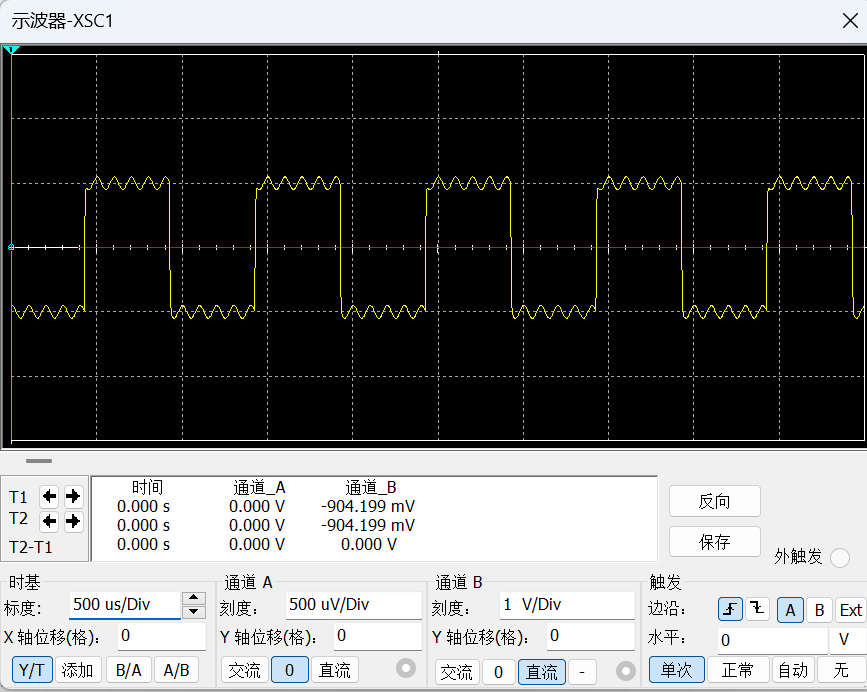 示波器-XSC1
时间 通道_A 通道_B
T1 0.000 s 0.000 V -904.199 mV
T2 0.000 s 0.000 V -904.199 mV
T2-T1 0.000 s 0.000 V 0.000 V
反向
保存
外触发
时基
标度: 500 us/Div
X 轴位移(格): 0
Y/T 添加 B/A A/B
通道 A
刻度: 500 uV/Div
Y 轴位移(格): 0
交流 0 直流
通道 B
刻度: 1 V/Div
Y 轴位移(格): 0
交流 0 直流 -
触发
边沿: A B Ext
水平: 0 V
单次 正常 自动 无